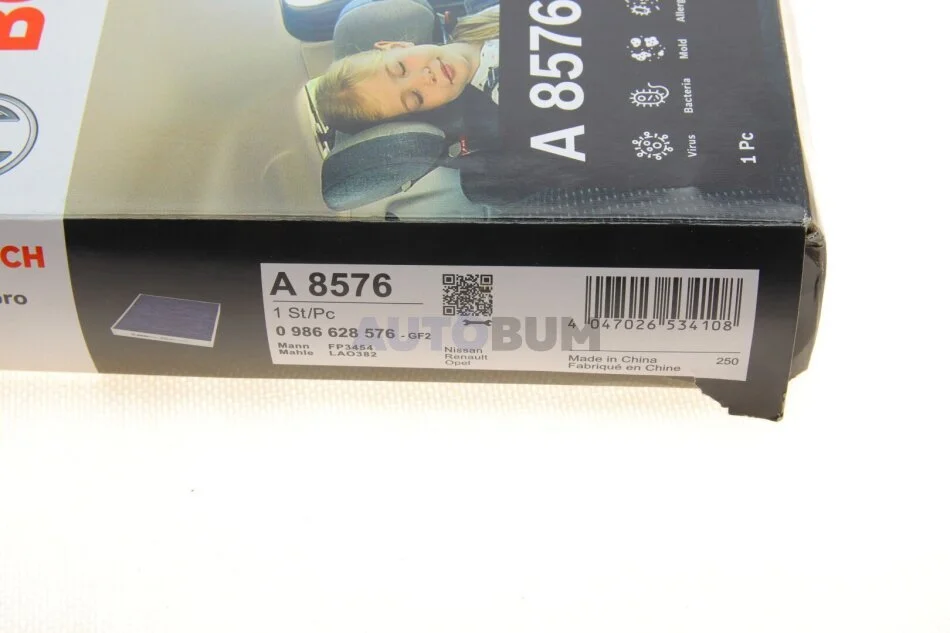 A 8576
Virus
Bacteria
Mold
1 Pc
A 8576
1 St/Pc
0 986 628 576 - GF2
Mann FP3454
Mahle LAO382
Nissan
Renault
Opel
4 047026 534108
Made in China
Fabriqué en Chine
250
AUTOBUM